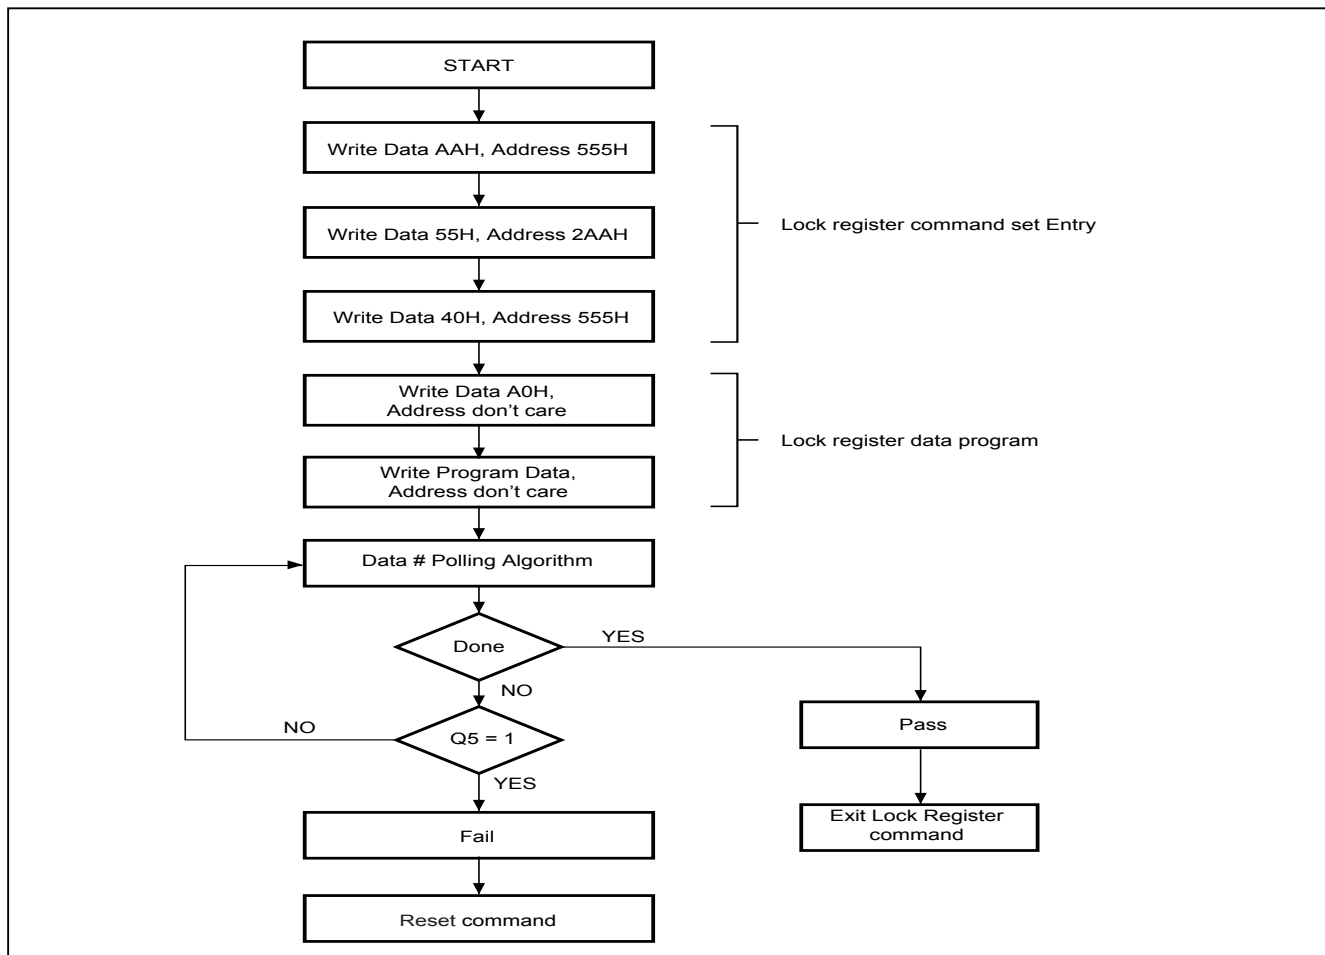 START
Write Data AAH, Address 555H
Write Data 55H, Address 2AAH
Lock register command set Entry
Write Data 40H, Address 555H
Write Data A0H,
Address don't care
Lock register data program
Write Program Data,
Address don't care
Data # Polling Algorithm
Done
YES
NO
Pass
NO
Q5 = 1
YES
Exit Lock Register
command
Fail
Reset command